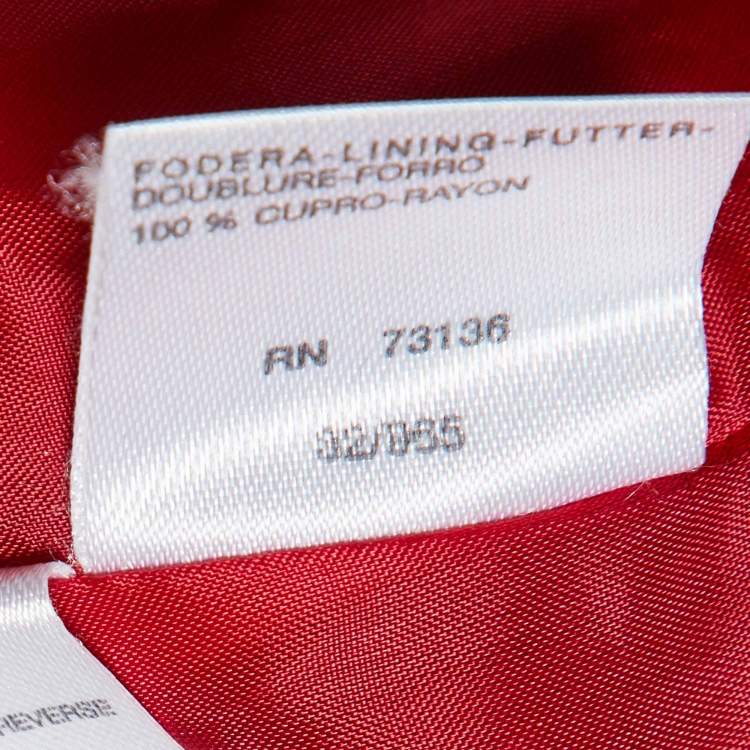 FODERA-LINING-FUTTER-
DOUBLURE-FORRO
100 % CUPRO-RAYON
RN 73136
REVERSE